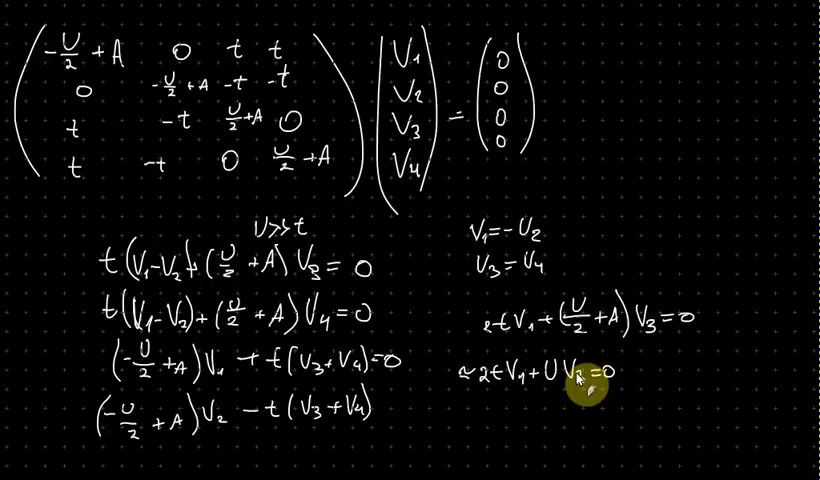 -U/2 + A 0 t t V1 0
0 -U/2 + A -t -t V2 0
t -t U/2 + A 0 V3 = 0
t -t 0 U/2 + A V4 0
U >> t
V1 = - V2
t(V1 - V2) + (U/2 + A) V3 = 0
V3 = V4
t(V1 - V2) + (U/2 + A) V4 = 0
2tV1 + (U/2 + A) V3 = 0
(-U/2 + A) V1 + t(V3 + V4) = 0
≈ 2tV1 + U V3 = 0
(-U/2 + A) V2 - t(V3 + V4)